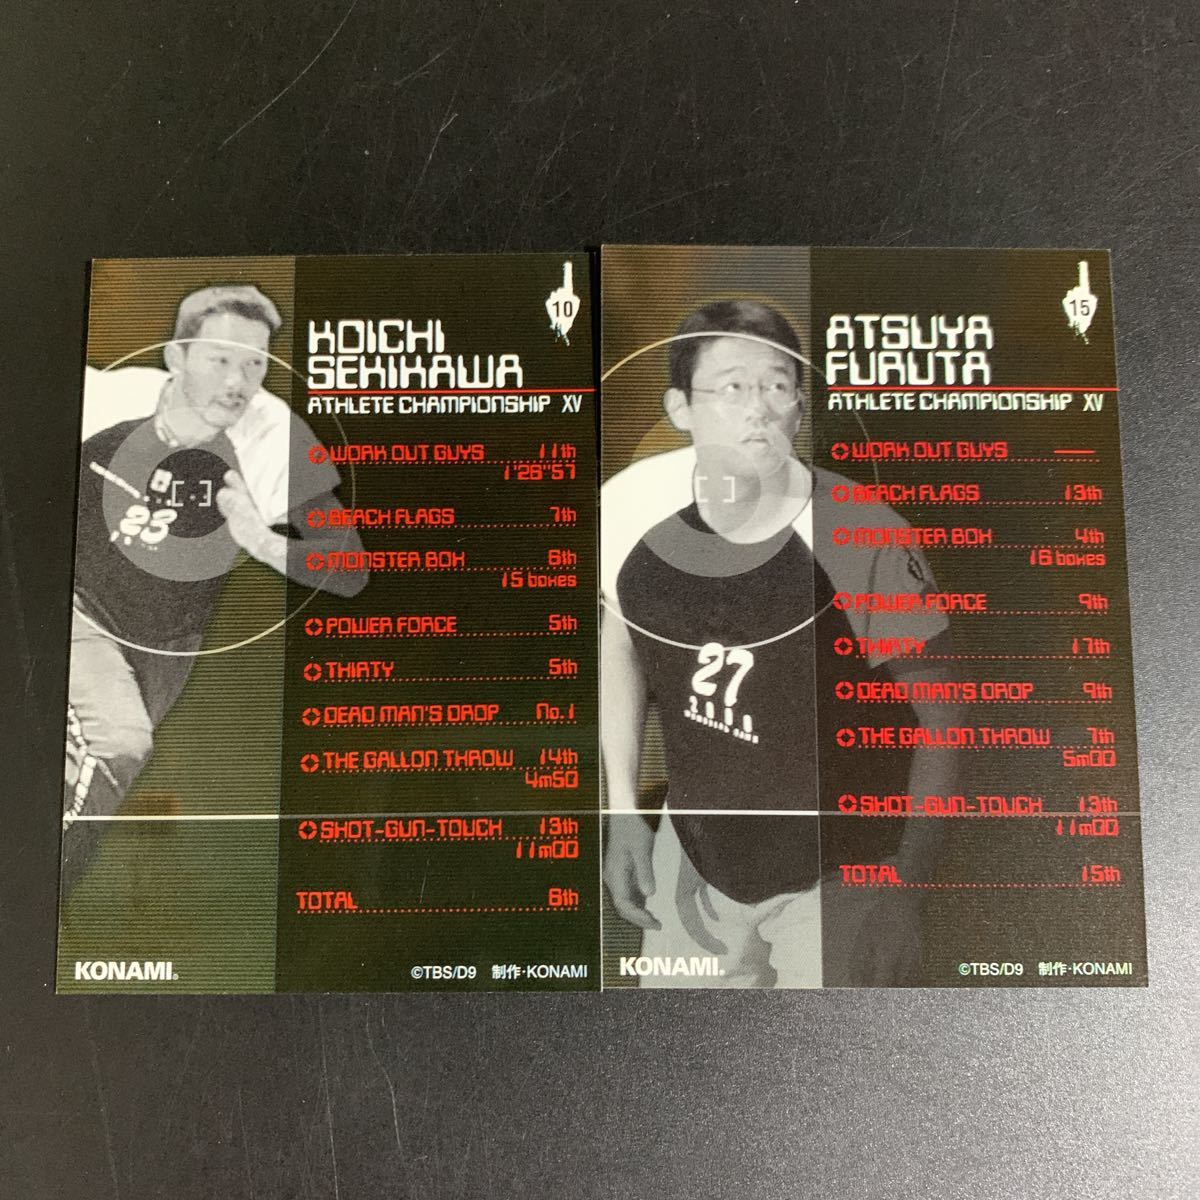 10
KOICHI
SEKIKAWA
ATHLETE CHAMPIONSHIP XV
WORK OUT GUYS 11th
1'26"57
BEACH FLAGS 7th
MONSTER BOX 6th
15 boxes
POWER FORCE 5th
THIRTY 5th
DEAD MAN'S DROP No.1
THE GALLON THROW 14th
4m50
SHOT-GUN-TOUCH 13th
11m00
TOTAL 6th
23
KONAMI®
©TBS/D9 制作・KONAMI
15
ATSUYA
FURUTA
ATHLETE CHAMPIONSHIP XV
WORK OUT GUYS —
BEACH FLAGS 13th
MONSTER BOX 4th
16 boxes
POWER FORCE 9th
THIRTY 17th
DEAD MAN'S DROP 9th
THE GALLON THROW 7th
5m00
SHOT-GUN-TOUCH 13th
11m00
TOTAL 15th
27
2000
KONAMI®
©TBS/D9 制作・KONAMI